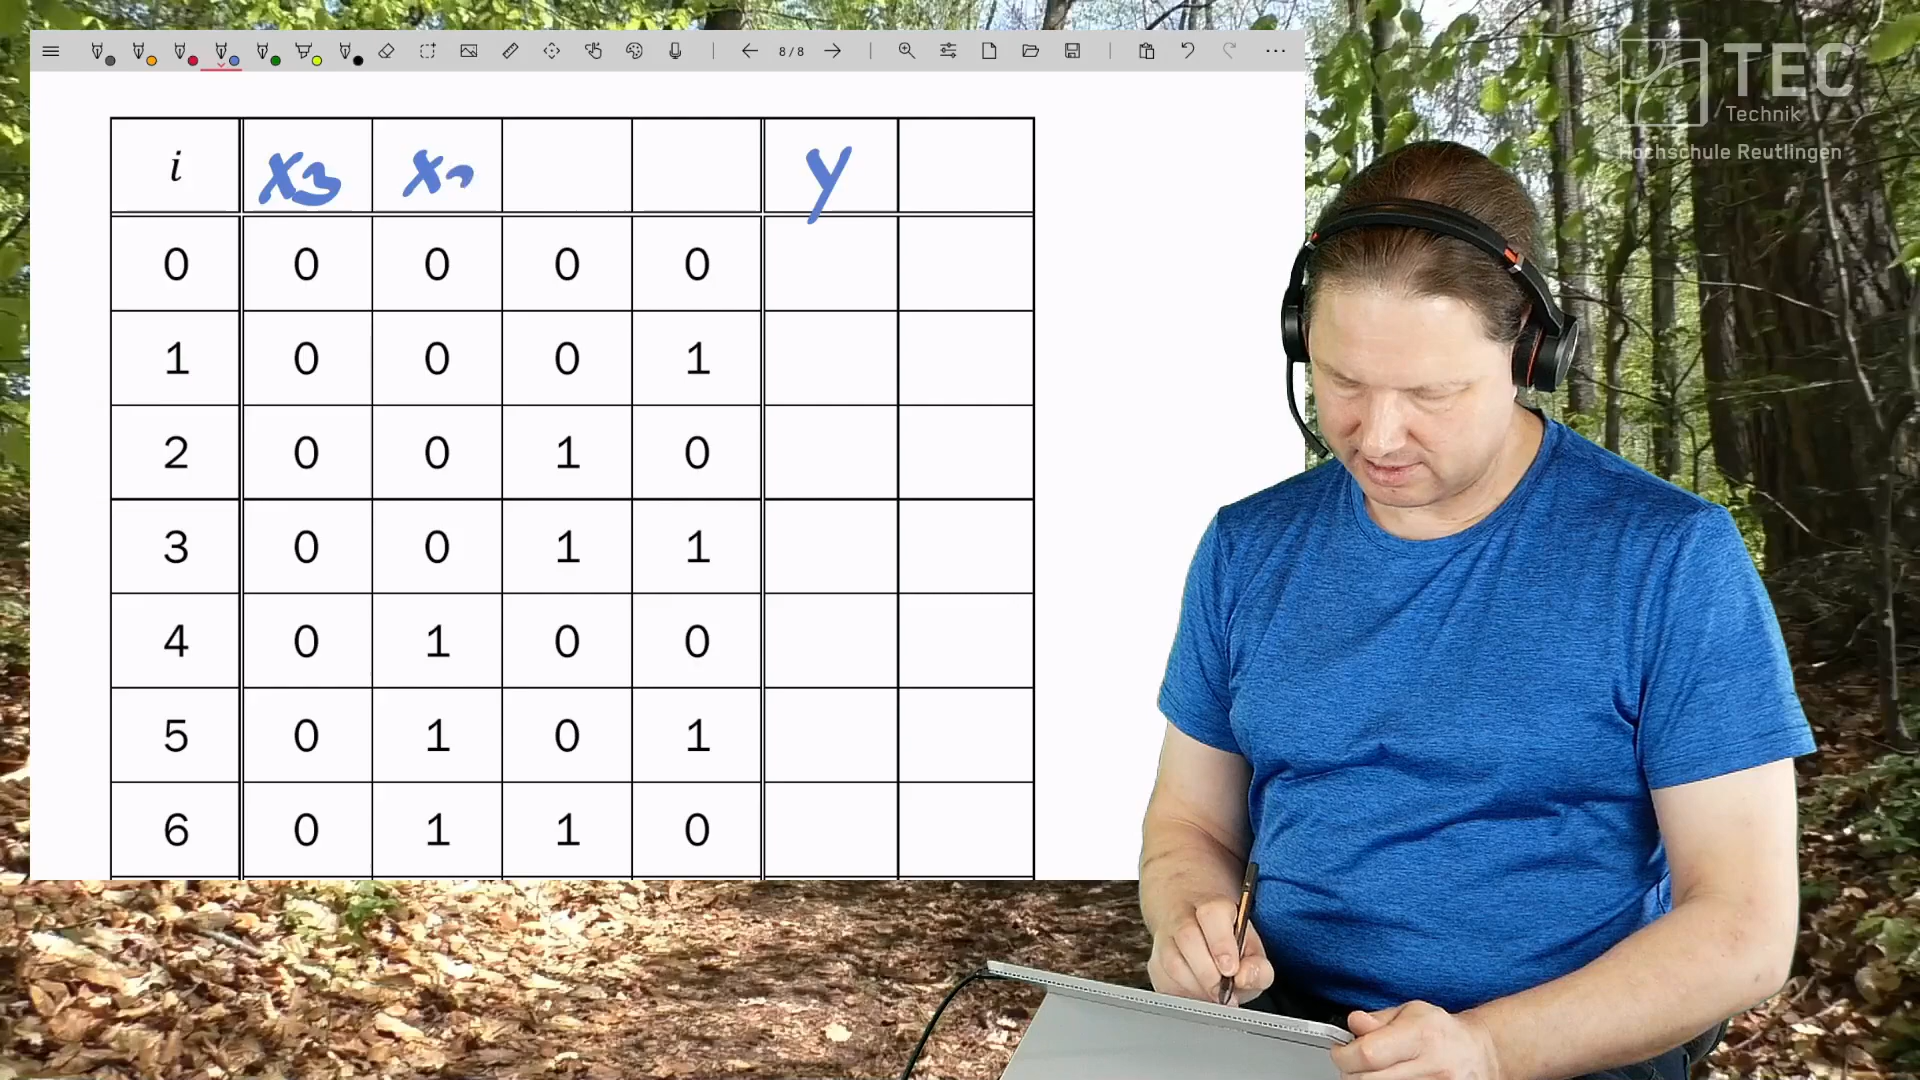 8 / 8
TEC
Technik
Hochschule Reutlingen
i x3 y
0 0 0 0 0
1 0 0 0 1
2 0 0 1 0
3 0 0 1 1
4 0 1 0 0
5 0 1 0 1
6 0 1 1 0